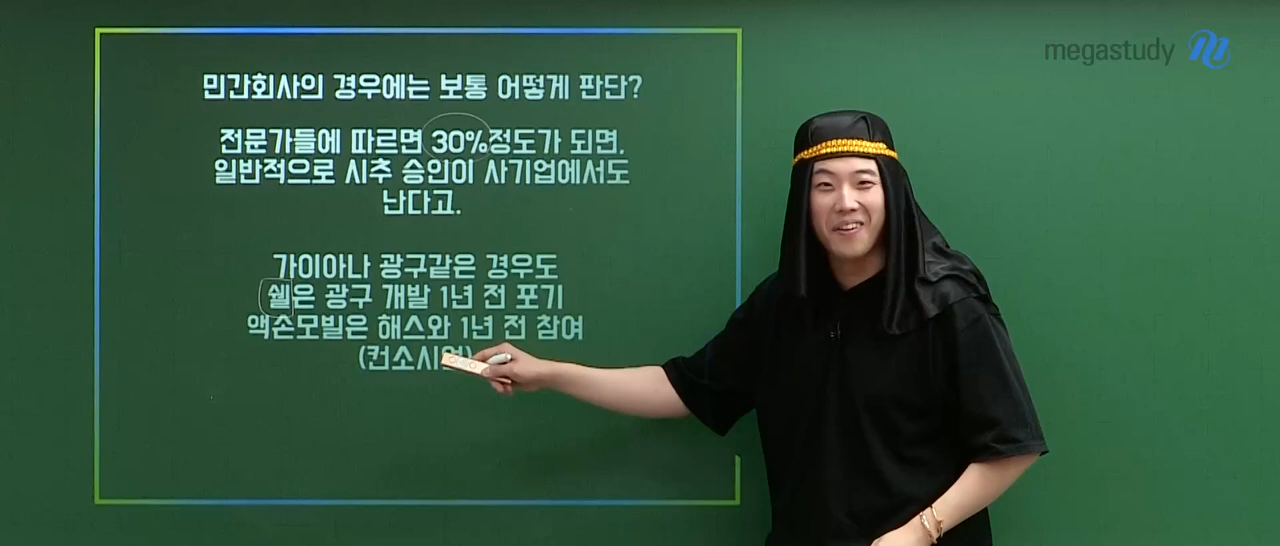 megastudy
민간회사의 경우에는 보통 어떻게 판단?
전문가들에 따르면 30%정도가 되면,
일반적으로 시추 승인이 사기업에서도
난다고.
가이아나 광구같은 경우도
쉘은 광구 개발 1년 전 포기
액손모빌은 해스와 1년 전 참여
(컨소시엄)